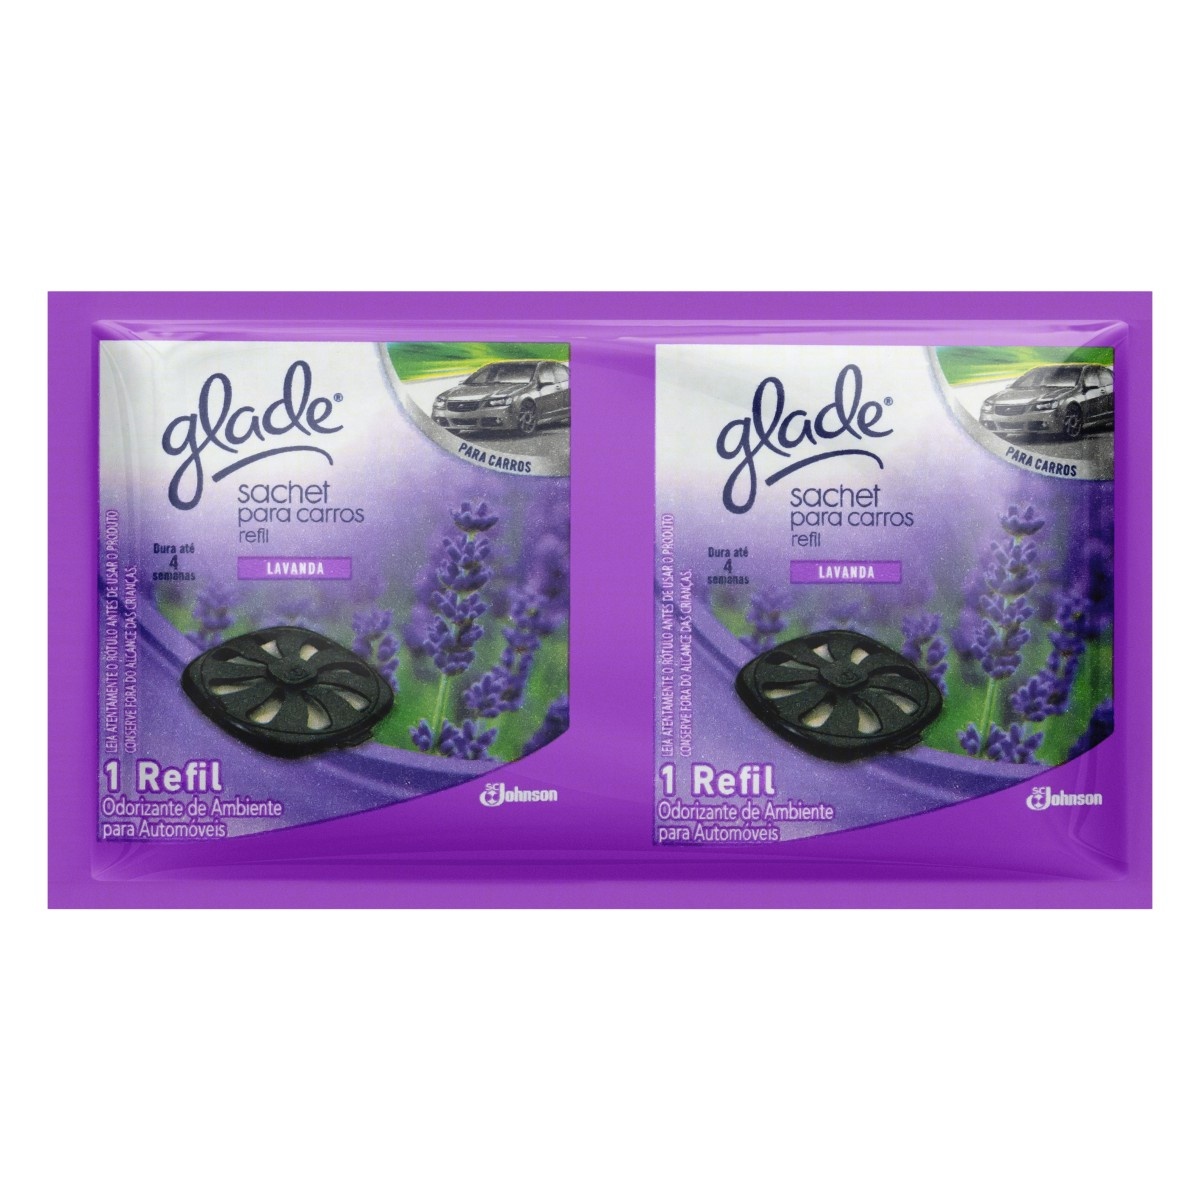 glade®
PARA CARROS
sachet
para carros
refil
LAVANDA
Dura até
4
semanas
LEIA ATENTAMENTE O RÓTULO ANTES DE USAR O PRODUTO
CONSERVE FORA DO ALCANCE DAS CRIANÇAS.
1 Refil
Odorizante de Ambiente
para Automóveis
SC Johnson
glade®
PARA CARROS
sachet
para carros
refil
LAVANDA
Dura até
4
semanas
LEIA ATENTAMENTE O RÓTULO ANTES DE USAR O PRODUTO
CONSERVE FORA DO ALCANCE DAS CRIANÇAS.
1 Refil
Odorizante de Ambiente
para Automóveis
SC Johnson